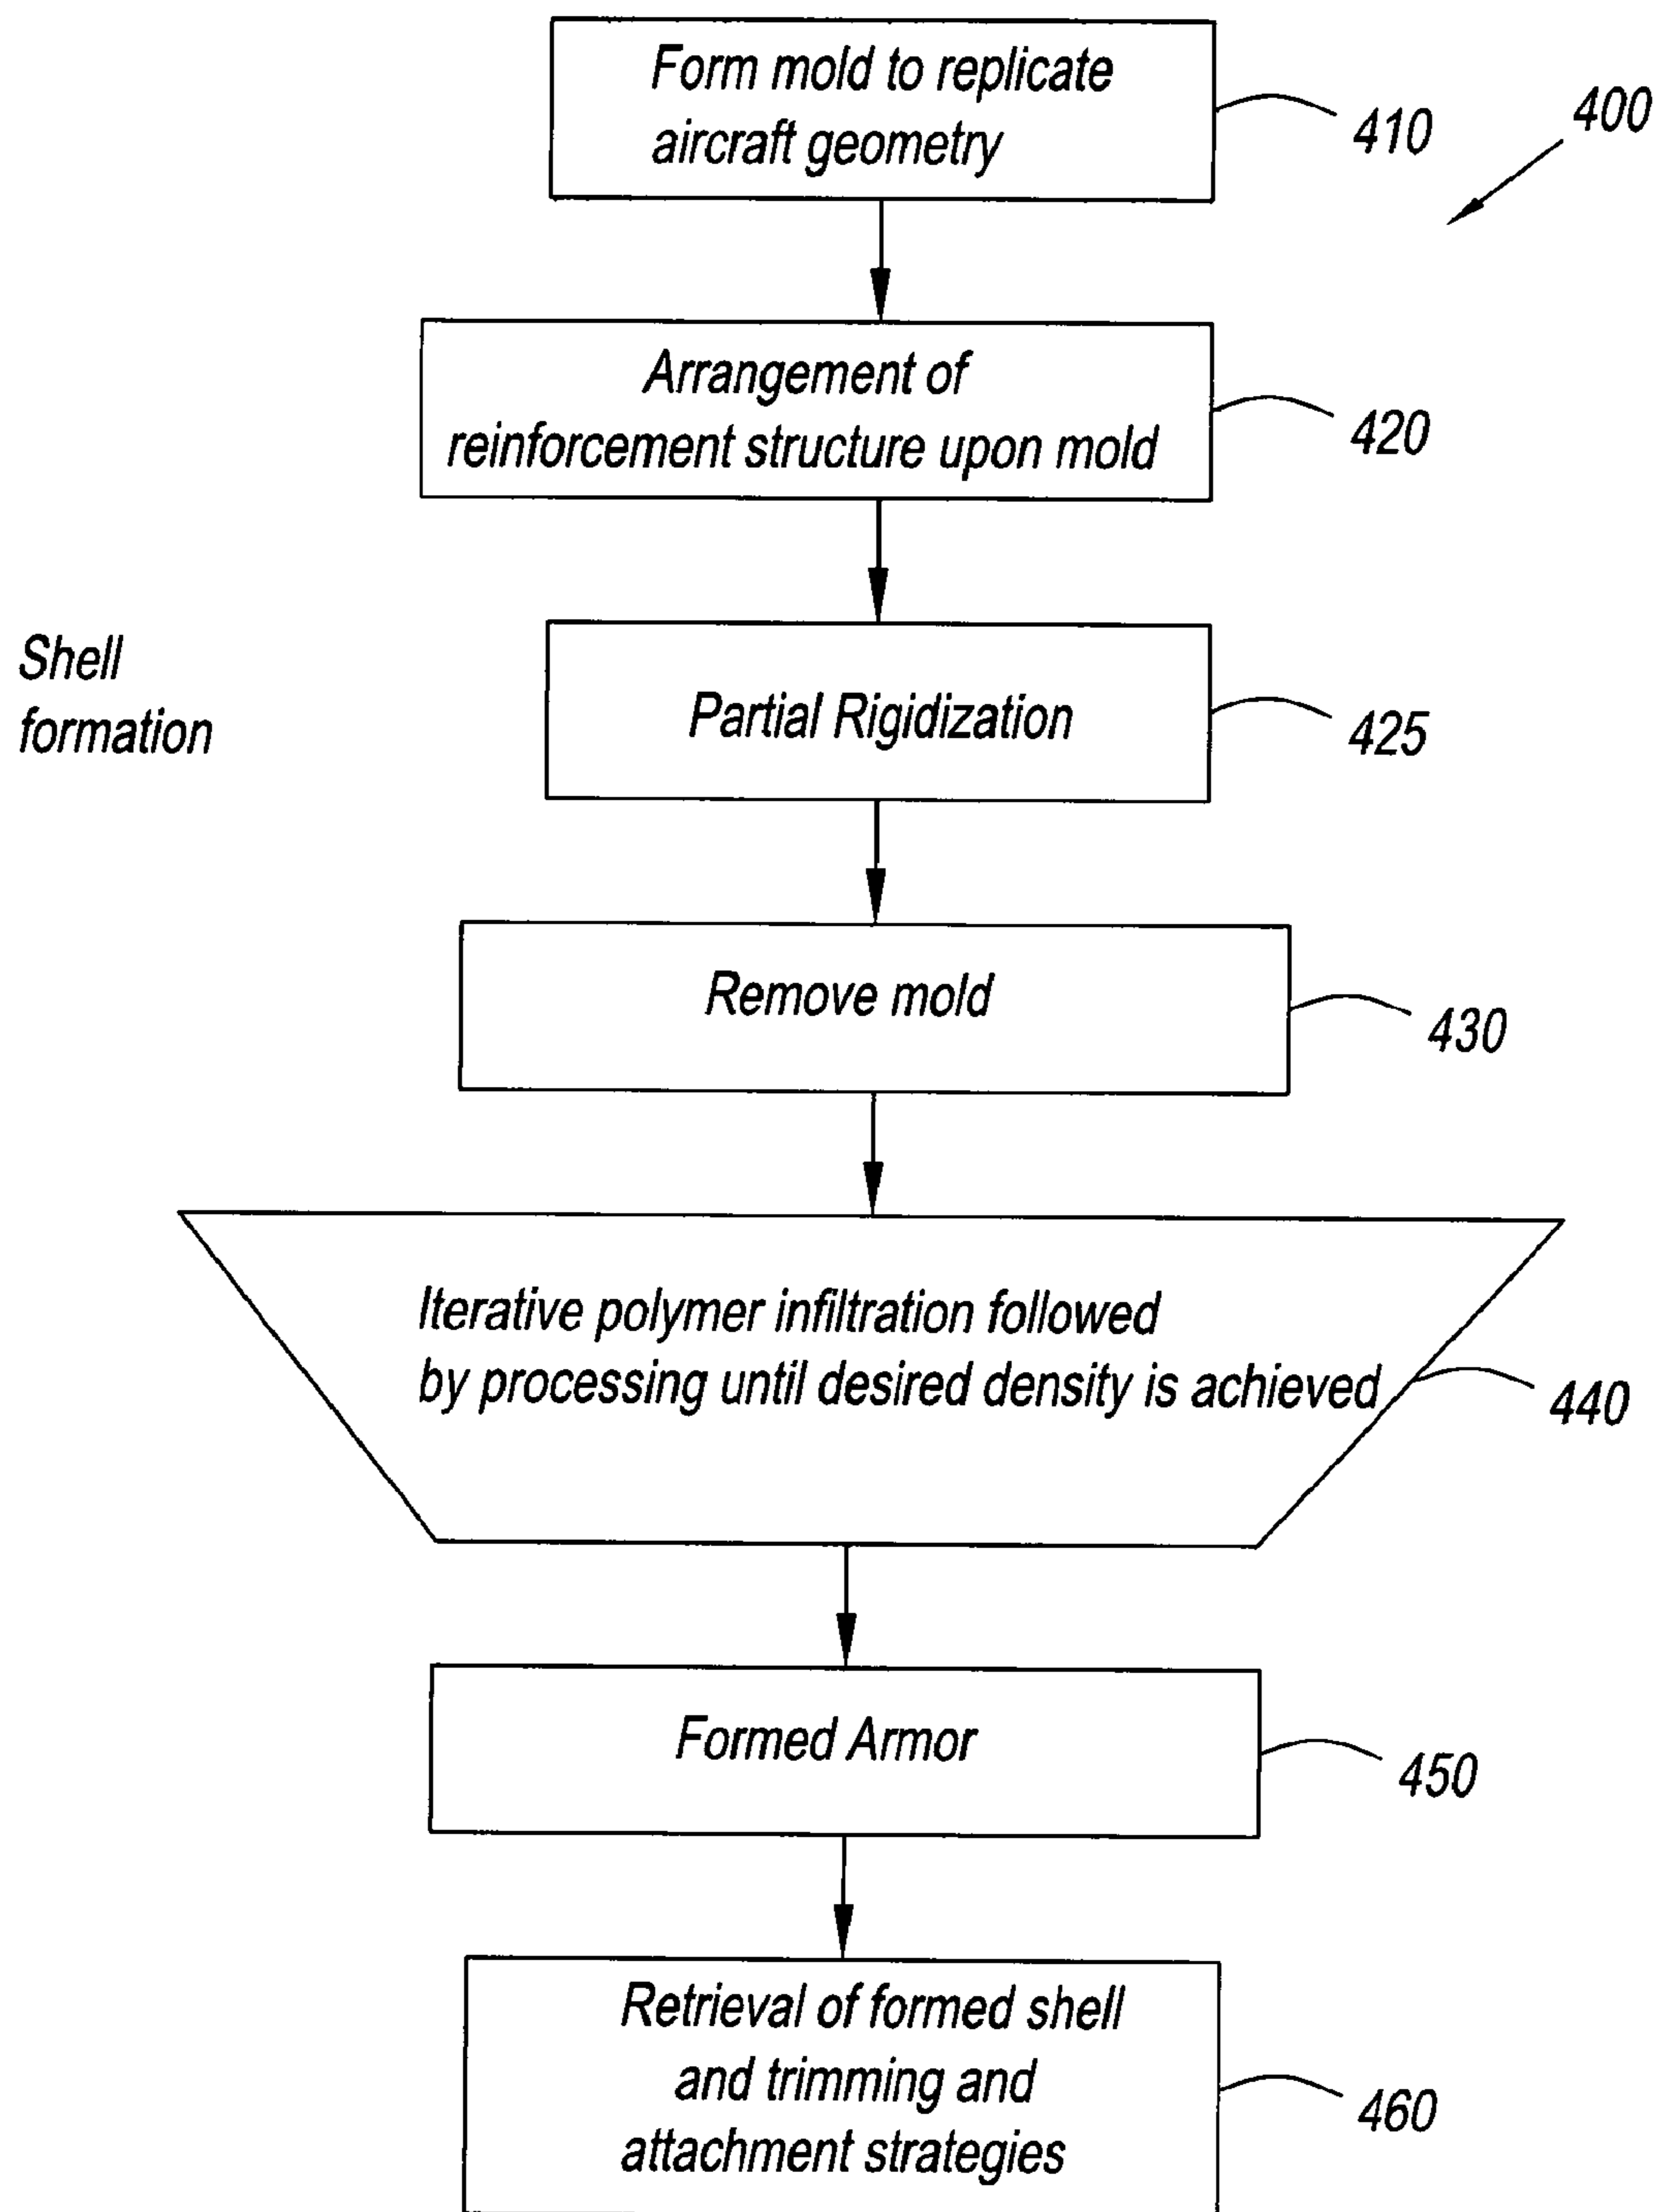 Form mold to replicate
aircraft geometry
410
400
Arrangement of
reinforcement structure upon mold
420
Shell
formation
Partial Rigidization
425
Remove mold
430
Iterative polymer infiltration followed
by processing until desired density is achieved
440
Formed Armor
450
Retrieval of formed shell
and trimming and
attachment strategies
460